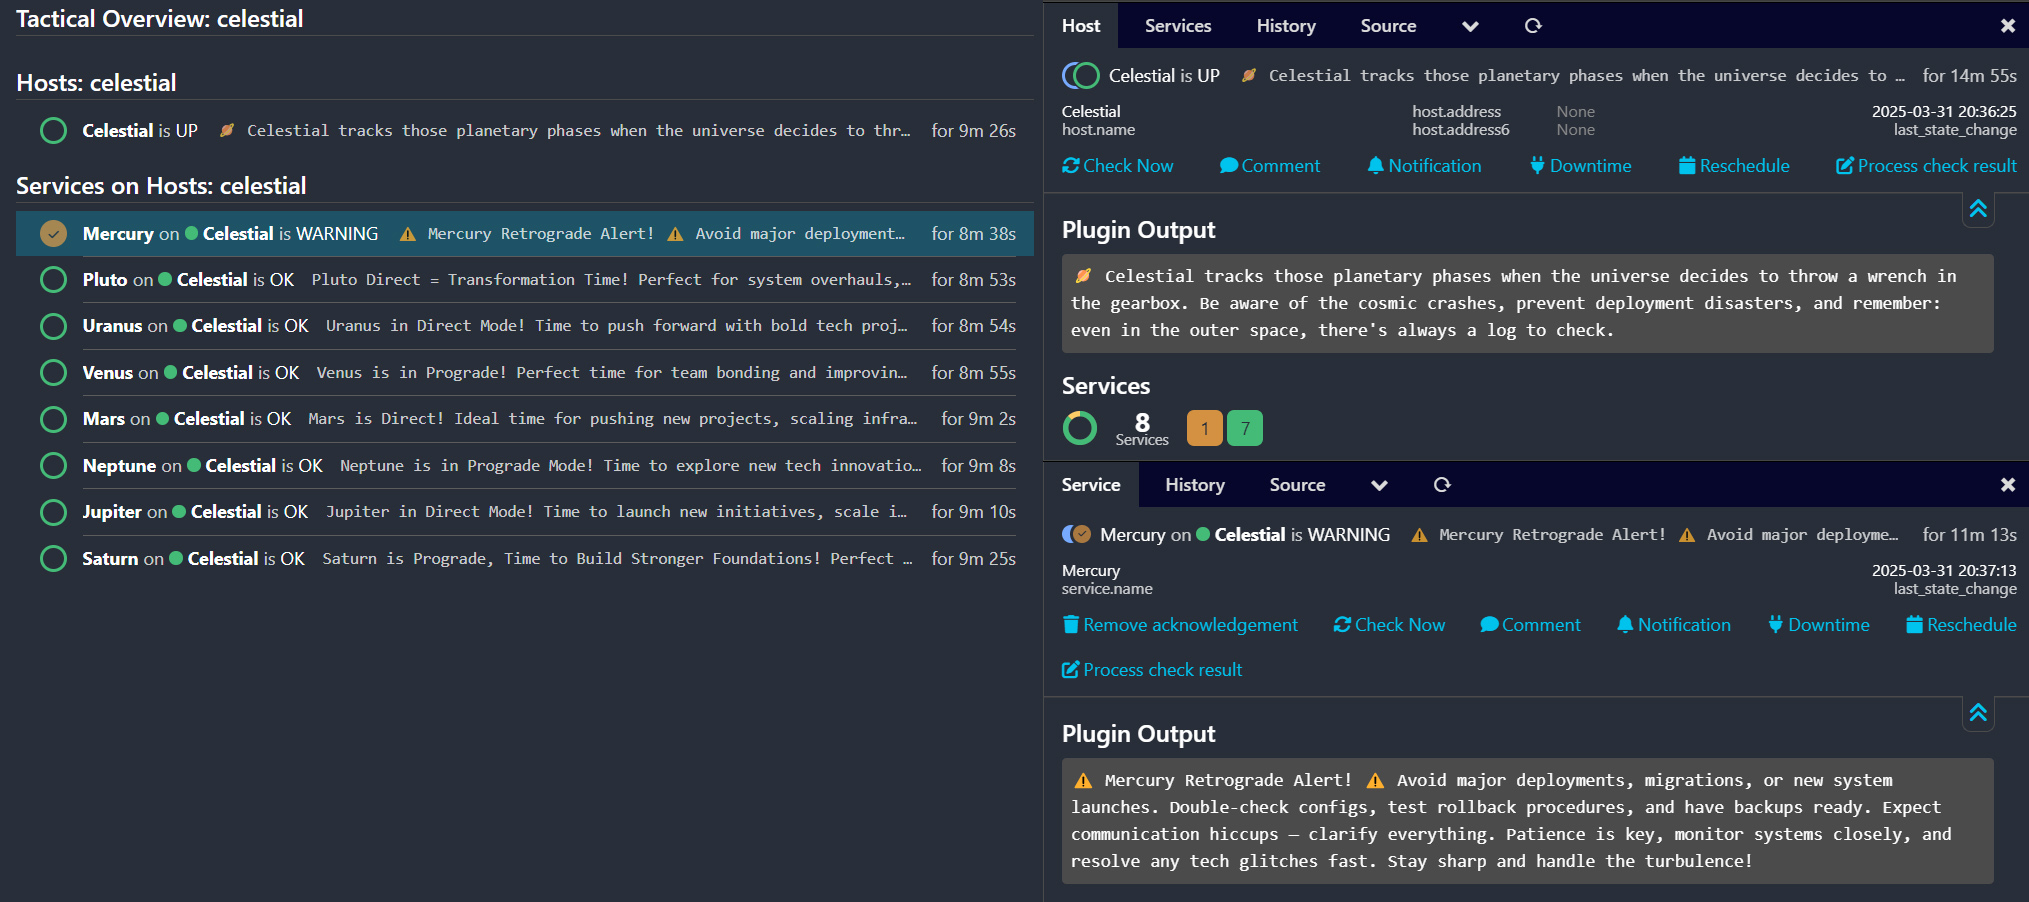 Tactical Overview: celestial
Hosts: celestial
Celestial is UP Celestial tracks those planetary phases when the universe decides to thr… for 9m 26s
Services on Hosts: celestial
Mercury on Celestial is WARNING ⚠ Mercury Retrograde Alert! ⚠ Avoid major deployment… for 8m 38s
Pluto on Celestial is OK Pluto Direct = Transformation Time! Perfect for system overhauls,… for 8m 53s
Uranus on Celestial is OK Uranus in Direct Mode! Time to push forward with bold tech proj… for 8m 54s
Venus on Celestial is OK Venus is in Prograde! Perfect time for team bonding and improvin… for 8m 55s
Mars on Celestial is OK Mars is Direct! Ideal time for pushing new projects, scaling infra… for 9m 2s
Neptune on Celestial is OK Neptune is in Prograde Mode! Time to explore new tech innovatio… for 9m 8s
Jupiter on Celestial is OK Jupiter in Direct Mode! Time to launch new initiatives, scale i… for 9m 10s
Saturn on Celestial is OK Saturn is Prograde, Time to Build Stronger Foundations! Perfect … for 9m 25s
Host Services History Source
Celestial is UP Celestial tracks those planetary phases when the universe decides to … for 14m 55s
Celestial host.address None 2025-03-31 20:36:25
host.name host.address6 None last_state_change
Check Now Comment Notification Downtime Reschedule Process check result
Plugin Output
Celestial tracks those planetary phases when the universe decides to throw a wrench in
the gearbox. Be aware of the cosmic crashes, prevent deployment disasters, and remember:
even in the outer space, there's always a log to check.
Services
8 1 7
Services
Service History Source
Mercury on Celestial is WARNING ⚠ Mercury Retrograde Alert! ⚠ Avoid major deployme… for 11m 13s
Mercury 2025-03-31 20:37:13
service.name last_state_change
Remove acknowledgement Check Now Comment Notification Downtime Reschedule
Process check result
Plugin Output
⚠ Mercury Retrograde Alert! ⚠ Avoid major deployments, migrations, or new system
launches. Double-check configs, test rollback procedures, and have backups ready. Expect
communication hiccups – clarify everything. Patience is key, monitor systems closely, and
resolve any tech glitches fast. Stay sharp and handle the turbulence!